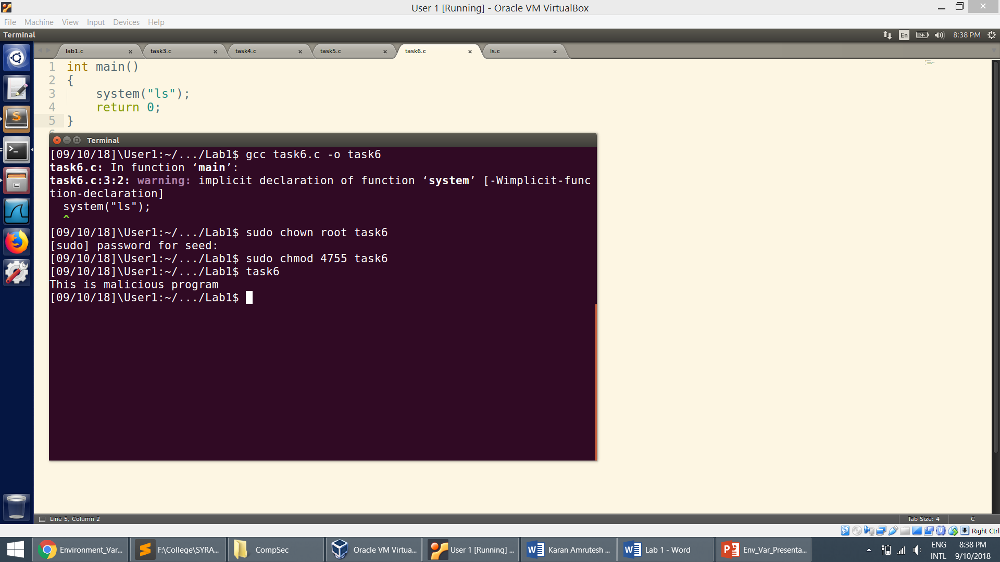 User 1 [Running] - Oracle VM VirtualBox
File Machine View Input Devices Help
Terminal En 8:38 PM
lab1.c × task3.c × task4.c × task5.c × task6.c × ls.c ×
1 int main()
2 {
3 system("ls");
4 return 0;
5 }
Terminal
[09/10/18]\User1:~/.../Lab1$ gcc task6.c -o task6
task6.c: In function ‘main’:
task6.c:3:2: warning: implicit declaration of function ‘system’ [-Wimplicit-func
tion-declaration]
system("ls");
^
[09/10/18]\User1:~/.../Lab1$ sudo chown root task6
[sudo] password for seed:
[09/10/18]\User1:~/.../Lab1$ sudo chmod 4755 task6
[09/10/18]\User1:~/.../Lab1$ task6
This is malicious program
[09/10/18]\User1:~/.../Lab1$
Line 5, Column 2 Tab Size: 4 C
Right Ctrl
Environment_Var... F:\College\SYRA... CompSec Oracle VM Virtua... User 1 [Running] ... Karan Amrutesh ... Lab 1 - Word Env_Var_Presenta...
ENG 8:38 PM
INTL 9/10/2018